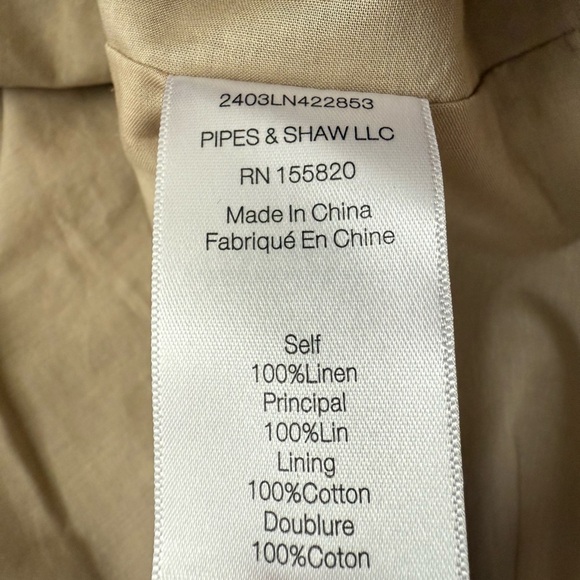 2403LN422853
PIPES & SHAW LLC
RN 155820
Made In China
Fabriqué En Chine
Self
100%Linen
Principal
100%Lin
Lining
100%Cotton
Doublure
100%Coton